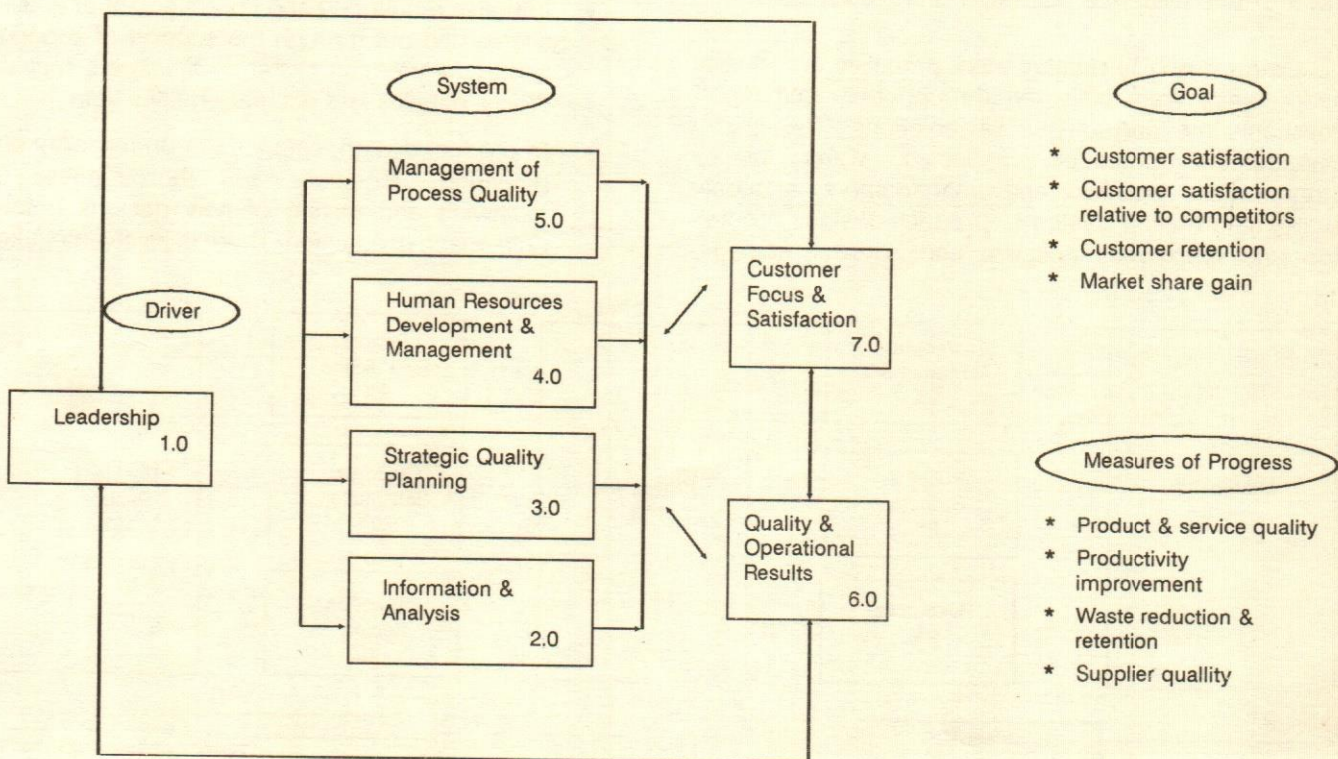 System
Goal
Management of
Process Quality
5.0
* Customer satisfaction
* Customer satisfaction
relative to competitors
* Customer retention
* Market share gain
Customer
Focus &
Satisfaction
7.0
Driver
Human Resources
Development &
Management
4.0
Leadership
1.0
Strategic Quality
Planning
3.0
Measures of Progress
Quality &
Operational
Results
6.0
* Product & service quality
* Productivity
improvement
* Waste reduction &
retention
* Supplier quallity
Information &
Analysis
2.0